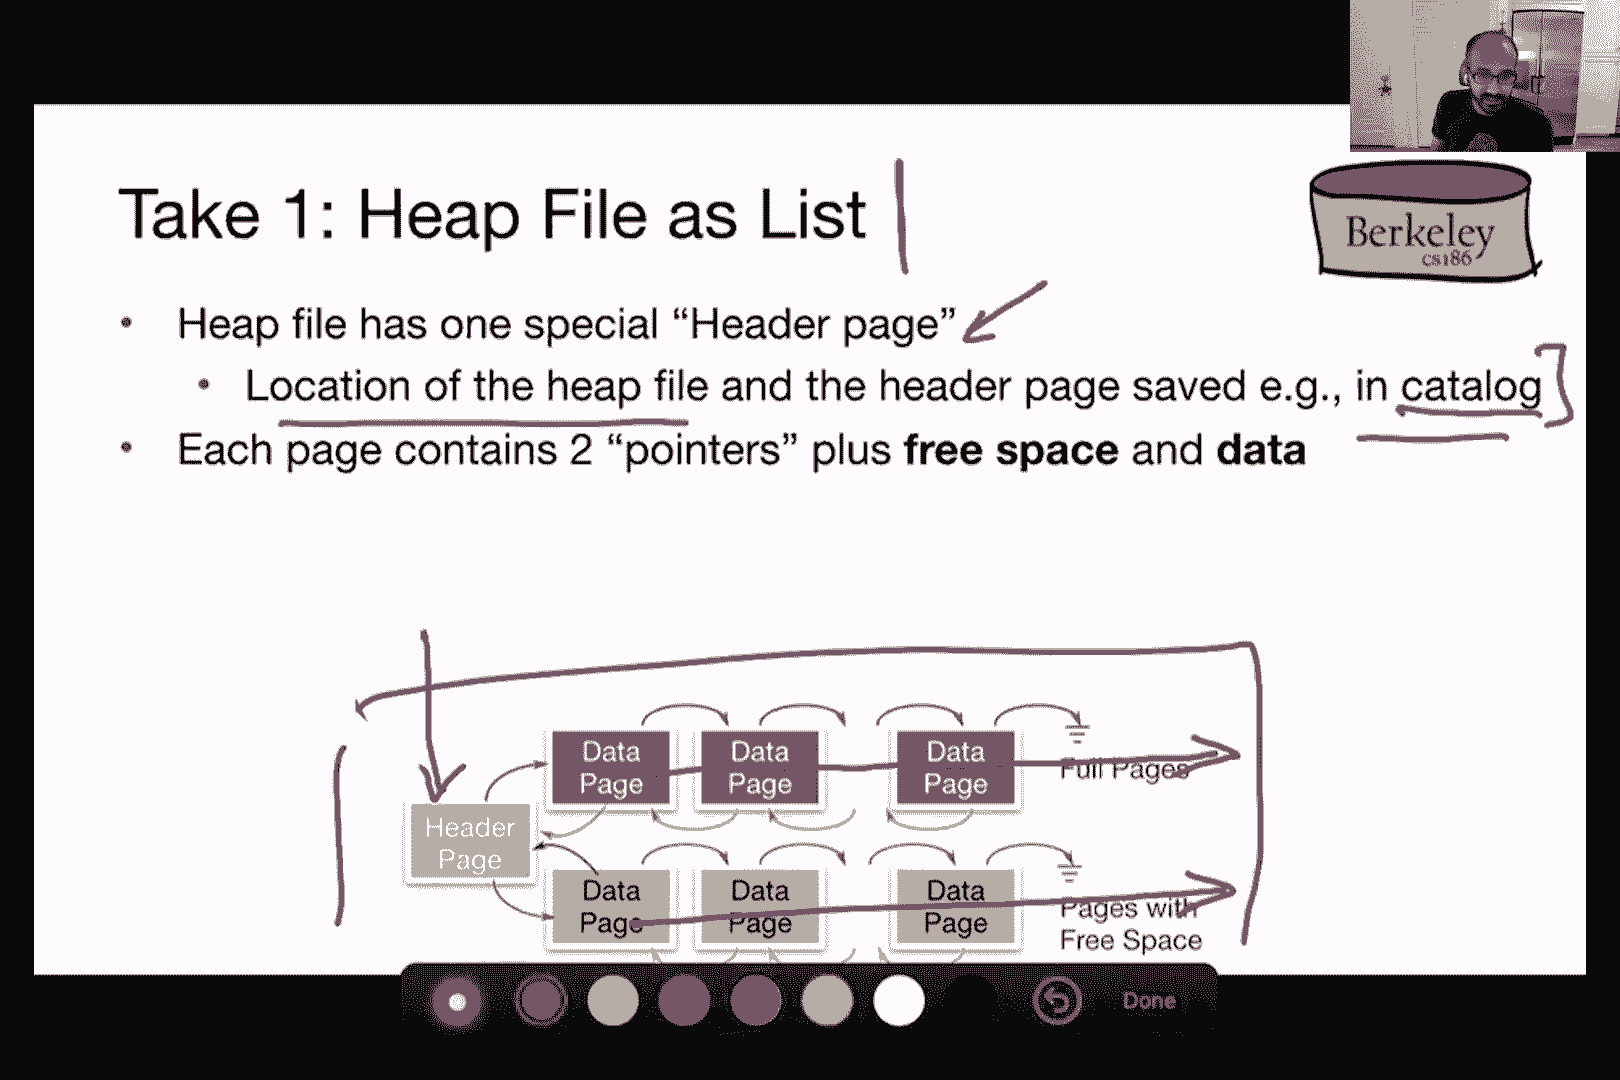 Take 1: Heap File as List
Berkeley
cs186
• Heap file has one special “Header page”
• Location of the heap file and the header page saved e.g., in catalog
• Each page contains 2 “pointers” plus free space and data
Data
Page
Data
Page
Data
Page
Full Pages
Header
Page
Data
Page
Data
Page
Data
Page
Pages with
Free Space
Done